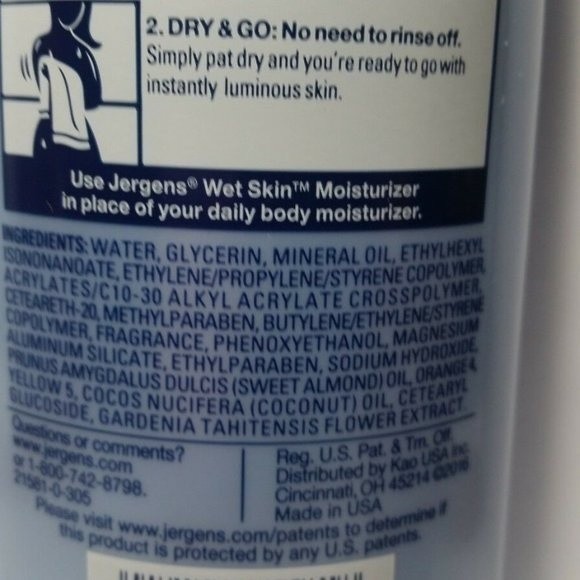 2. DRY & GO: No need to rinse off.
Simply pat dry and you're ready to go with
instantly luminous skin.
Use Jergens® Wet Skin™ Moisturizer
in place of your daily body moisturizer.
INGREDIENTS: WATER, GLYCERIN, MINERAL OIL, ETHYLHEXYL
ISONONANOATE, ETHYLENE/PROPYLENE/STYRENE COPOLYMER,
ACRYLATES/C10-30 ALKYL ACRYLATE CROSSPOLYMER,
CETEARETH-20, METHYLPARABEN, BUTYLENE/ETHYLENE/STYRENE
COPOLYMER, FRAGRANCE, PHENOXYETHANOL, MAGNESIUM
ALUMINUM SILICATE, ETHYLPARABEN, SODIUM HYDROXIDE,
PRUNUS AMYGDALUS DULCIS (SWEET ALMOND) OIL, ORANGE 4,
YELLOW 5, COCOS NUCIFERA (COCONUT) OIL, CETEARYL
GLUCOSIDE, GARDENIA TAHITENSIS FLOWER EXTRACT
Questions or comments?
www.jergens.com
or 1-800-742-8798.
21581-0-305
Reg. U.S. Pat. & Tm. Off.
Distributed by Kao USA Inc.
Cincinnati, OH 45214 ©2016
Made in USA
Please visit www.jergens.com/patents to determine if
this product is protected by any U.S. patents.